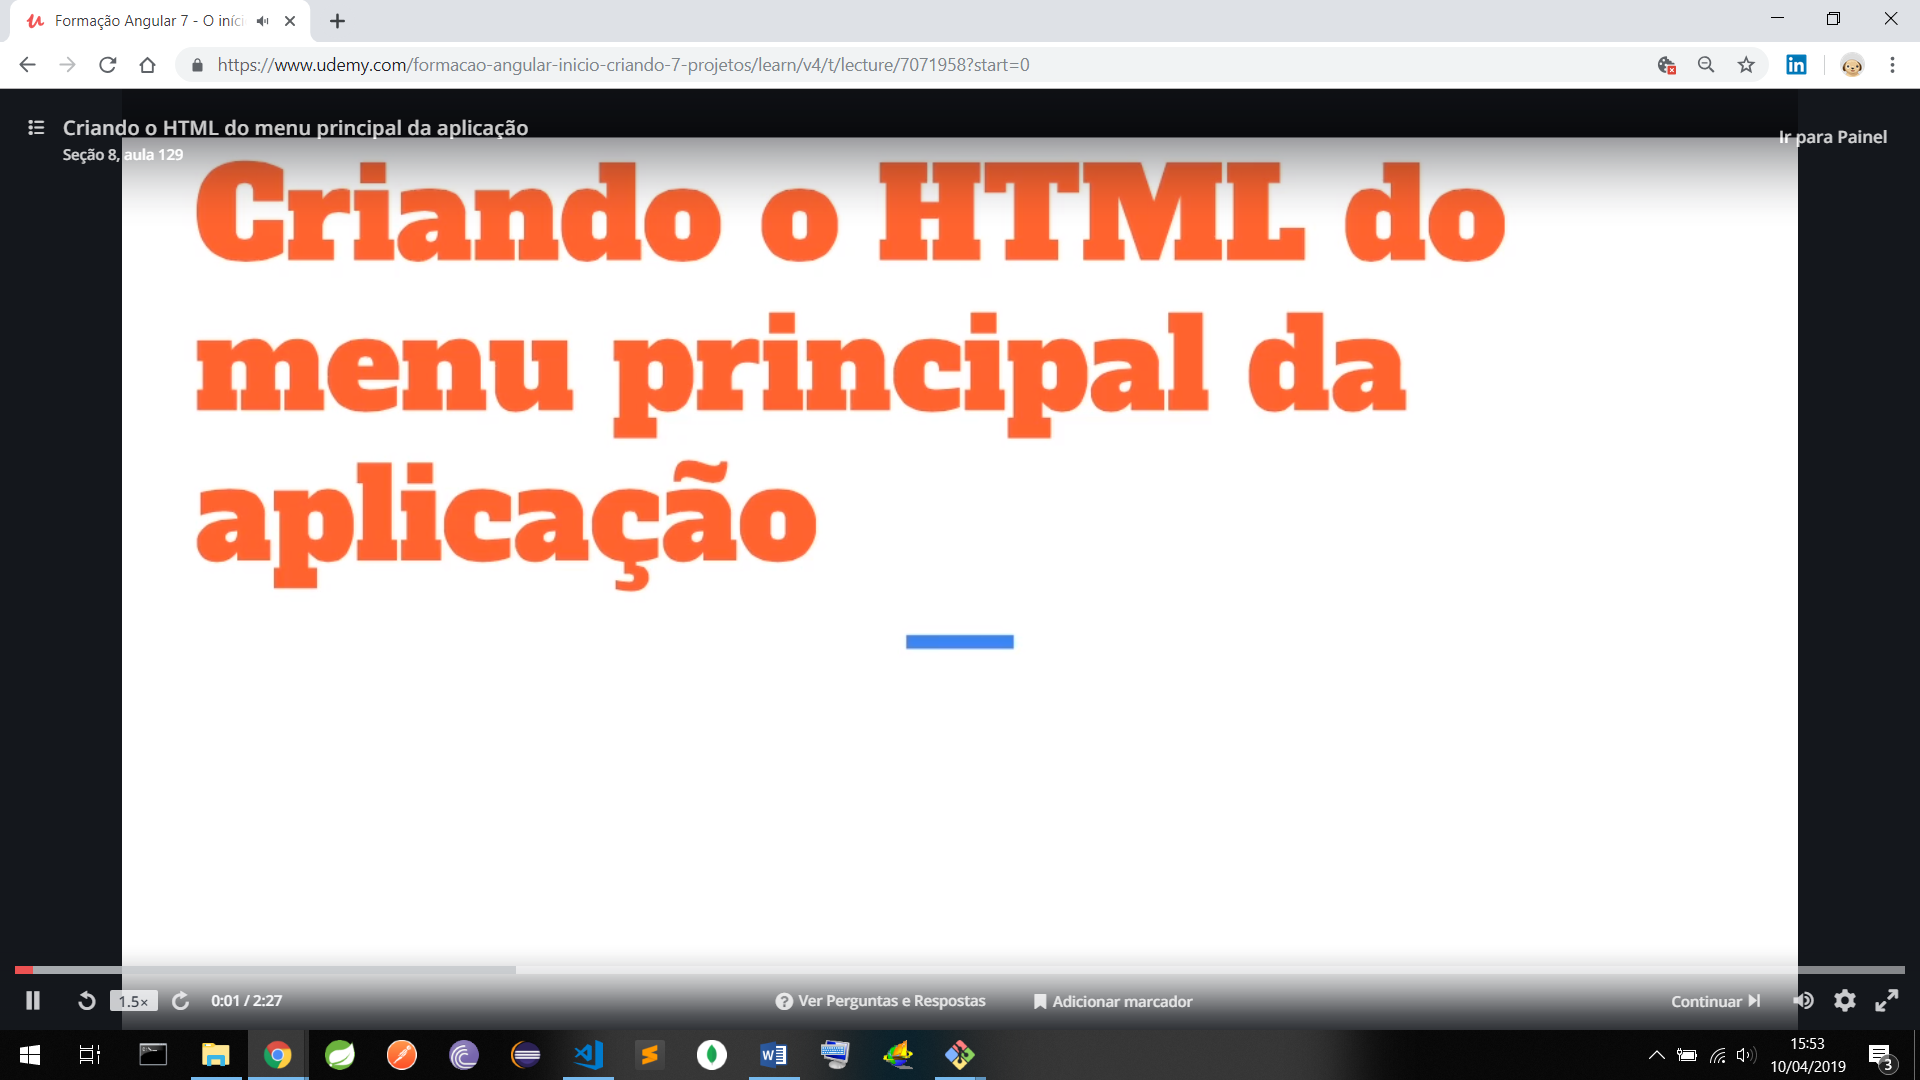 Formação Angular 7 - O iníci
https://www.udemy.com/formacao-angular-inicio-criando-7-projetos/learn/v4/t/lecture/7071958?start=0
Criando o HTML do menu principal da aplicação
Seção 8, aula 129
Ir para Painel
Criando o HTML do
menu principal da
aplicação
1.5×
0:01 / 2:27
Ver Perguntas e Respostas
Adicionar marcador
Continuar
15:53
10/04/2019
3